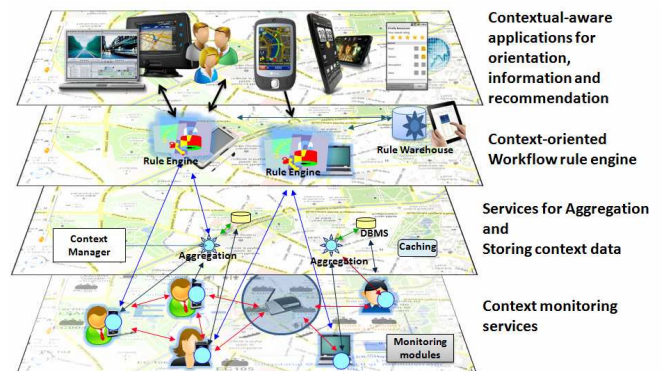 Contextual-aware
applications for
orientation,
information and
recommendation
Rule Engine
Rule Engine
Rule Warehouse
Context-oriented
Workflow rule engine
Context
Manager
Aggregation
Aggregation
DBMS
Caching
Services for Aggregation
and
Storing context data
Context monitoring
services
Monitoring
modules